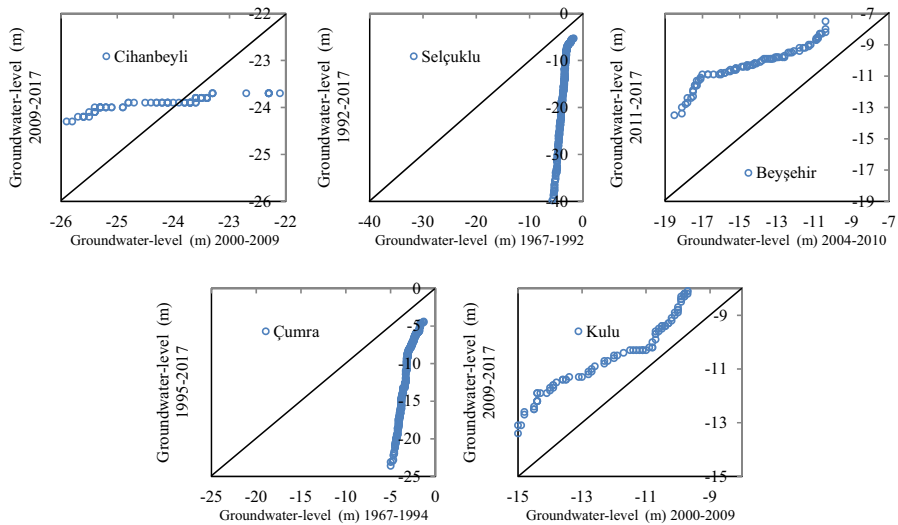 -22
-23
-24
-25
-26
-26 -25 -24 -23 -22
Groundwater-level (m)
2009-2017
Groundwater-level (m) 2000-2009
Cihanbeyli
0
-10
-20
-30
-40
-40 -30 -20 -10 0
Groundwater-level (m)
1992-2017
Groundwater-level (m) 1967-1992
Selçuklu
-7
-9
-11
-13
-15
-17
-19
-19 -17 -15 -13 -11 -9 -7
Groundwater-level (m)
2011-2017
Groundwater-level (m) 2004-2010
Beyşehir
0
-5
-10
-15
-20
-25
-25 -20 -15 -10 -5 0
Groundwater-level (m)
1995-2017
Groundwater-level (m) 1967-1994
Çumra
-9
-11
-13
-15
-15 -13 -11 -9
Groundwater-level (m)
2009-2017
Groundwater-level (m) 2000-2009
Kulu